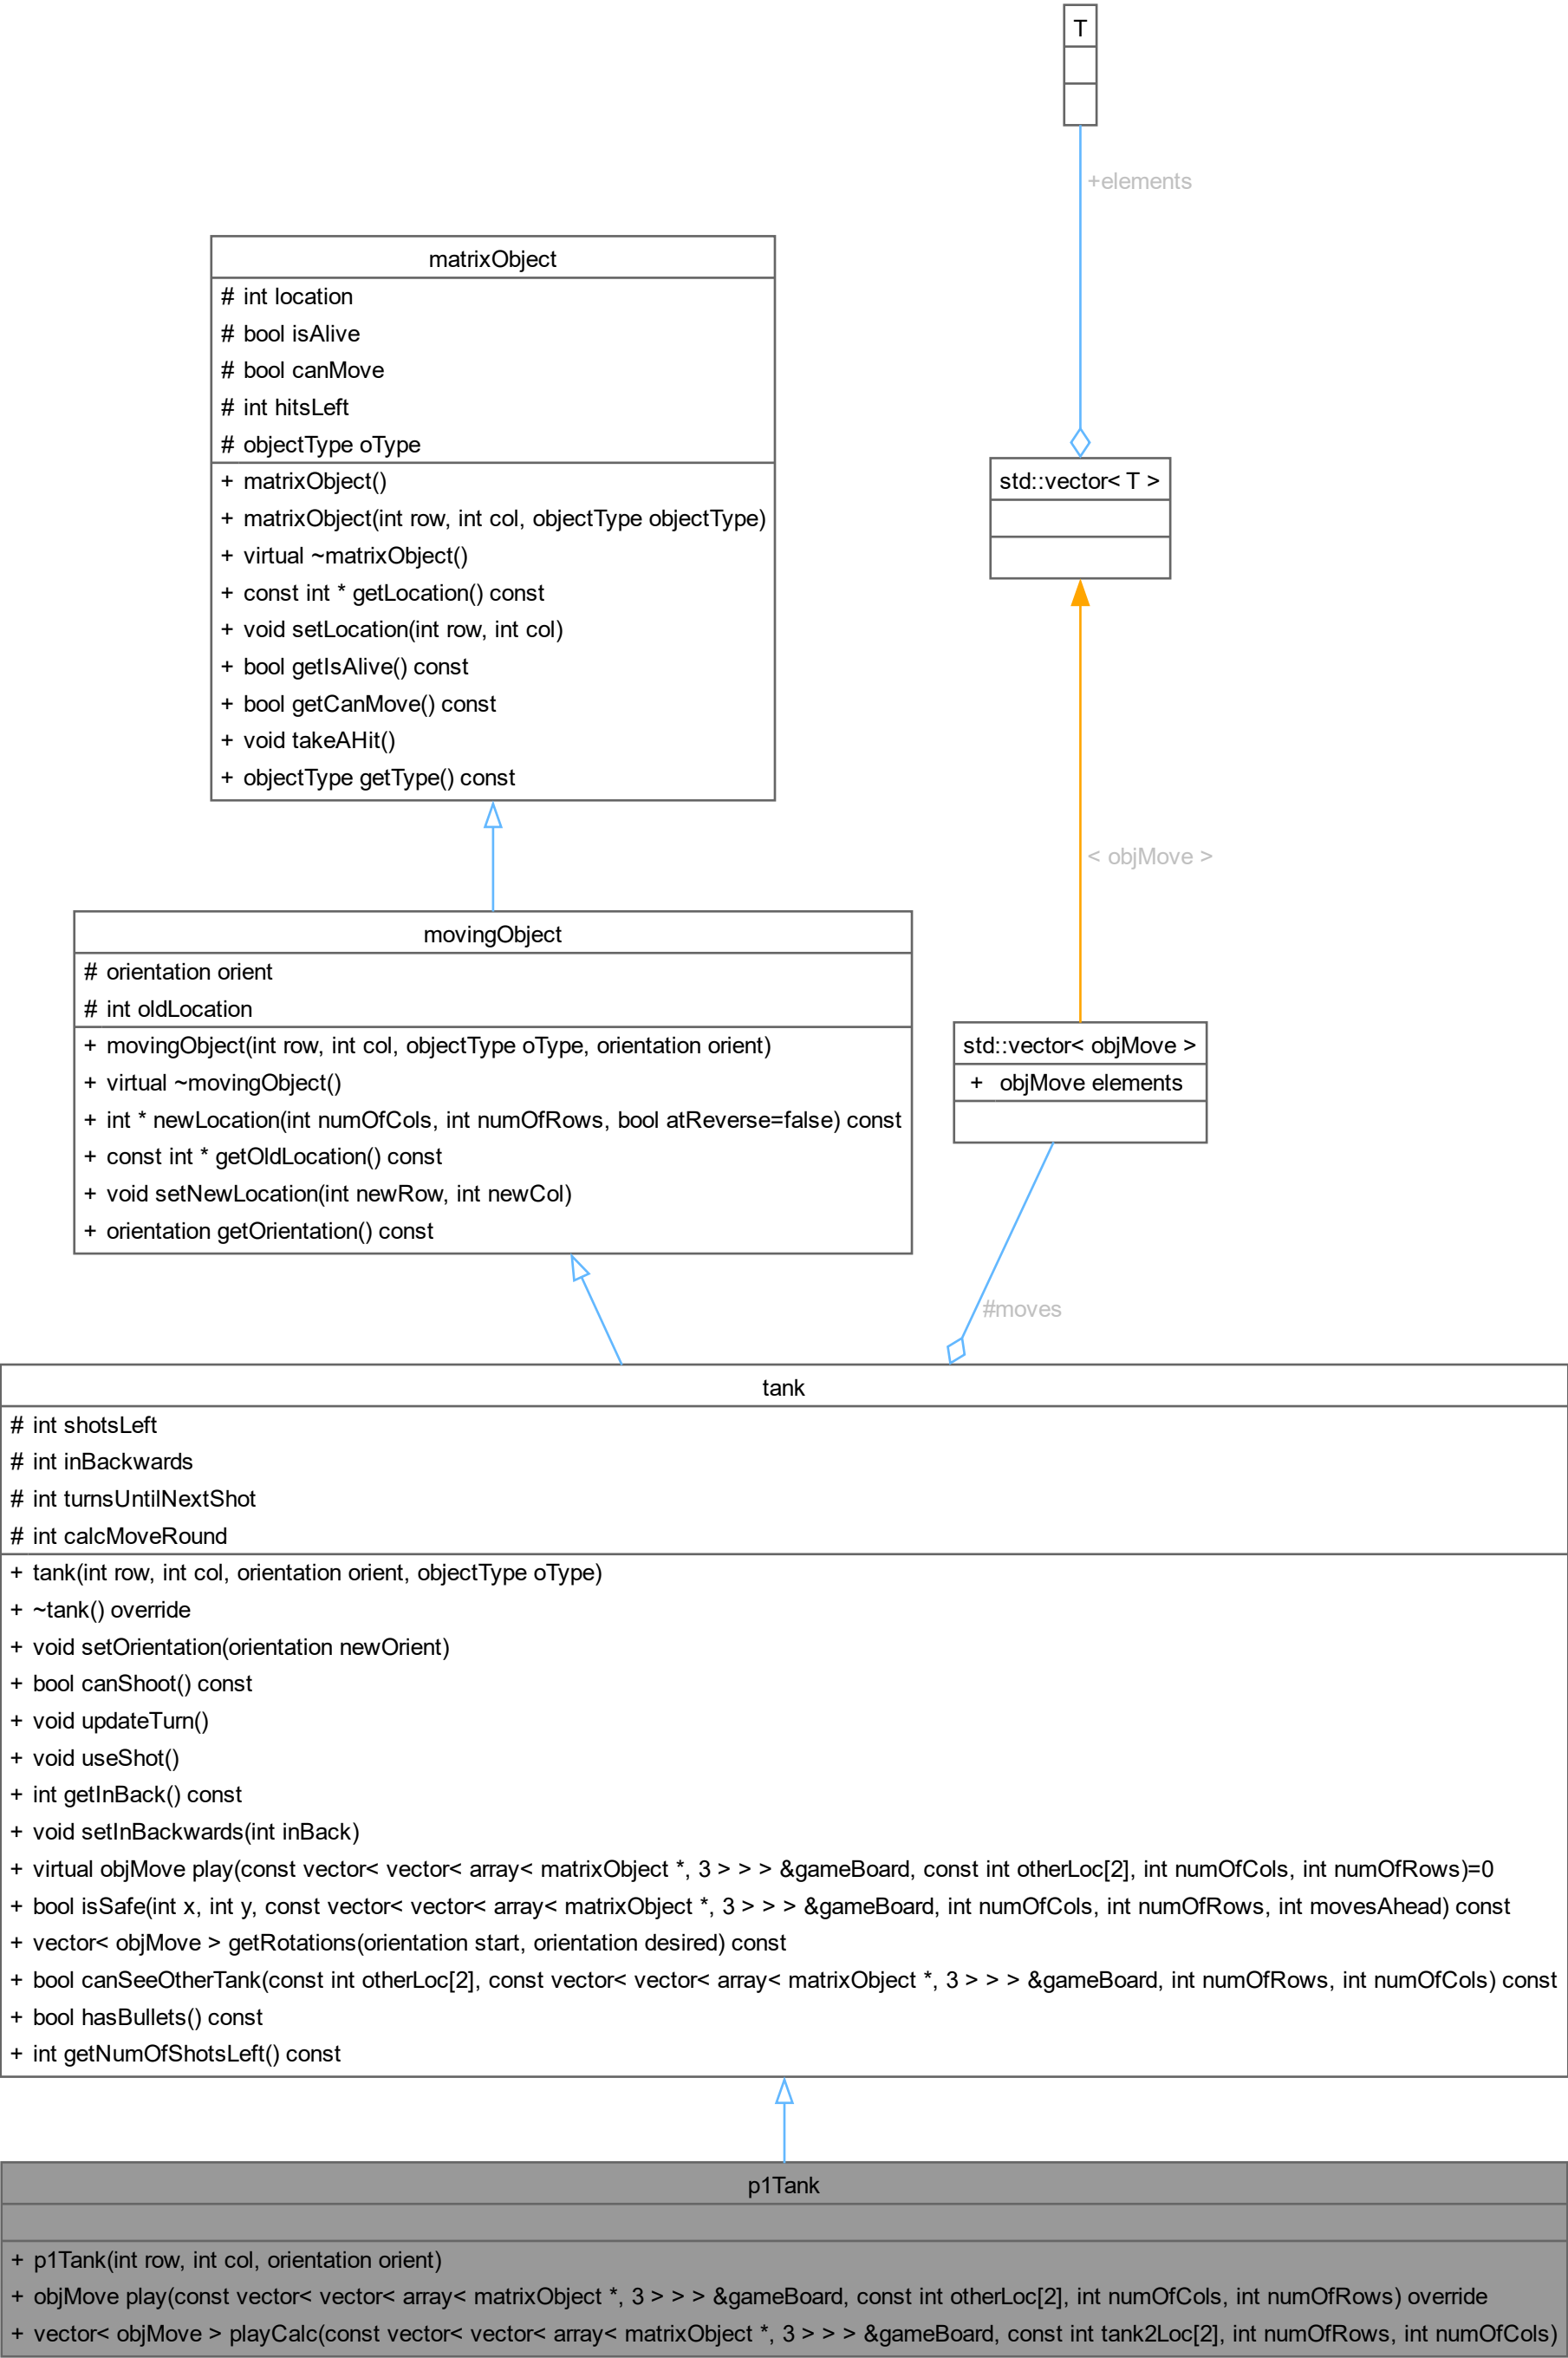 T
+elements
matrixObject
# int location
# bool isAlive
# bool canMove
# int hitsLeft
# objectType oType
+ matrixObject()
+ matrixObject(int row, int col, objectType objectType)
+ virtual ~matrixObject()
+ const int * getLocation() const
+ void setLocation(int row, int col)
+ bool getIsAlive() const
+ bool getCanMove() const
+ void takeAHit()
+ objectType getType() const
std::vector< T >
< objMove >
movingObject
# orientation orient
# int oldLocation
+ movingObject(int row, int col, objectType oType, orientation orient)
+ virtual ~movingObject()
+ int * newLocation(int numOfCols, int numOfRows, bool atReverse=false) const
+ const int * getOldLocation() const
+ void setNewLocation(int newRow, int newCol)
+ orientation getOrientation() const
std::vector< objMove >
+ objMove elements
#moves
tank
# int shotsLeft
# int inBackwards
# int turnsUntilNextShot
# int calcMoveRound
+ tank(int row, int col, orientation orient, objectType oType)
+ ~tank() override
+ void setOrientation(orientation newOrient)
+ bool canShoot() const
+ void updateTurn()
+ void useShot()
+ int getInBack() const
+ void setInBackwards(int inBack)
+ virtual objMove play(const vector< vector< array< matrixObject *, 3 > > > &gameBoard, const int otherLoc[2], int numOfCols, int numOfRows)=0
+ bool isSafe(int x, int y, const vector< vector< array< matrixObject *, 3 > > > &gameBoard, int numOfCols, int numOfRows, int movesAhead) const
+ vector< objMove > getRotations(orientation start, orientation desired) const
+ bool canSeeOtherTank(const int otherLoc[2], const vector< vector< array< matrixObject *, 3 > > > &gameBoard, int numOfRows, int numOfCols) const
+ bool hasBullets() const
+ int getNumOfShotsLeft() const
p1Tank
+ p1Tank(int row, int col, orientation orient)
+ objMove play(const vector< vector< array< matrixObject *, 3 > > > &gameBoard, const int otherLoc[2], int numOfCols, int numOfRows) override
+ vector< objMove > playCalc(const vector< vector< array< matrixObject *, 3 > > > &gameBoard, const int tank2Loc[2], int numOfRows, int numOfCols)